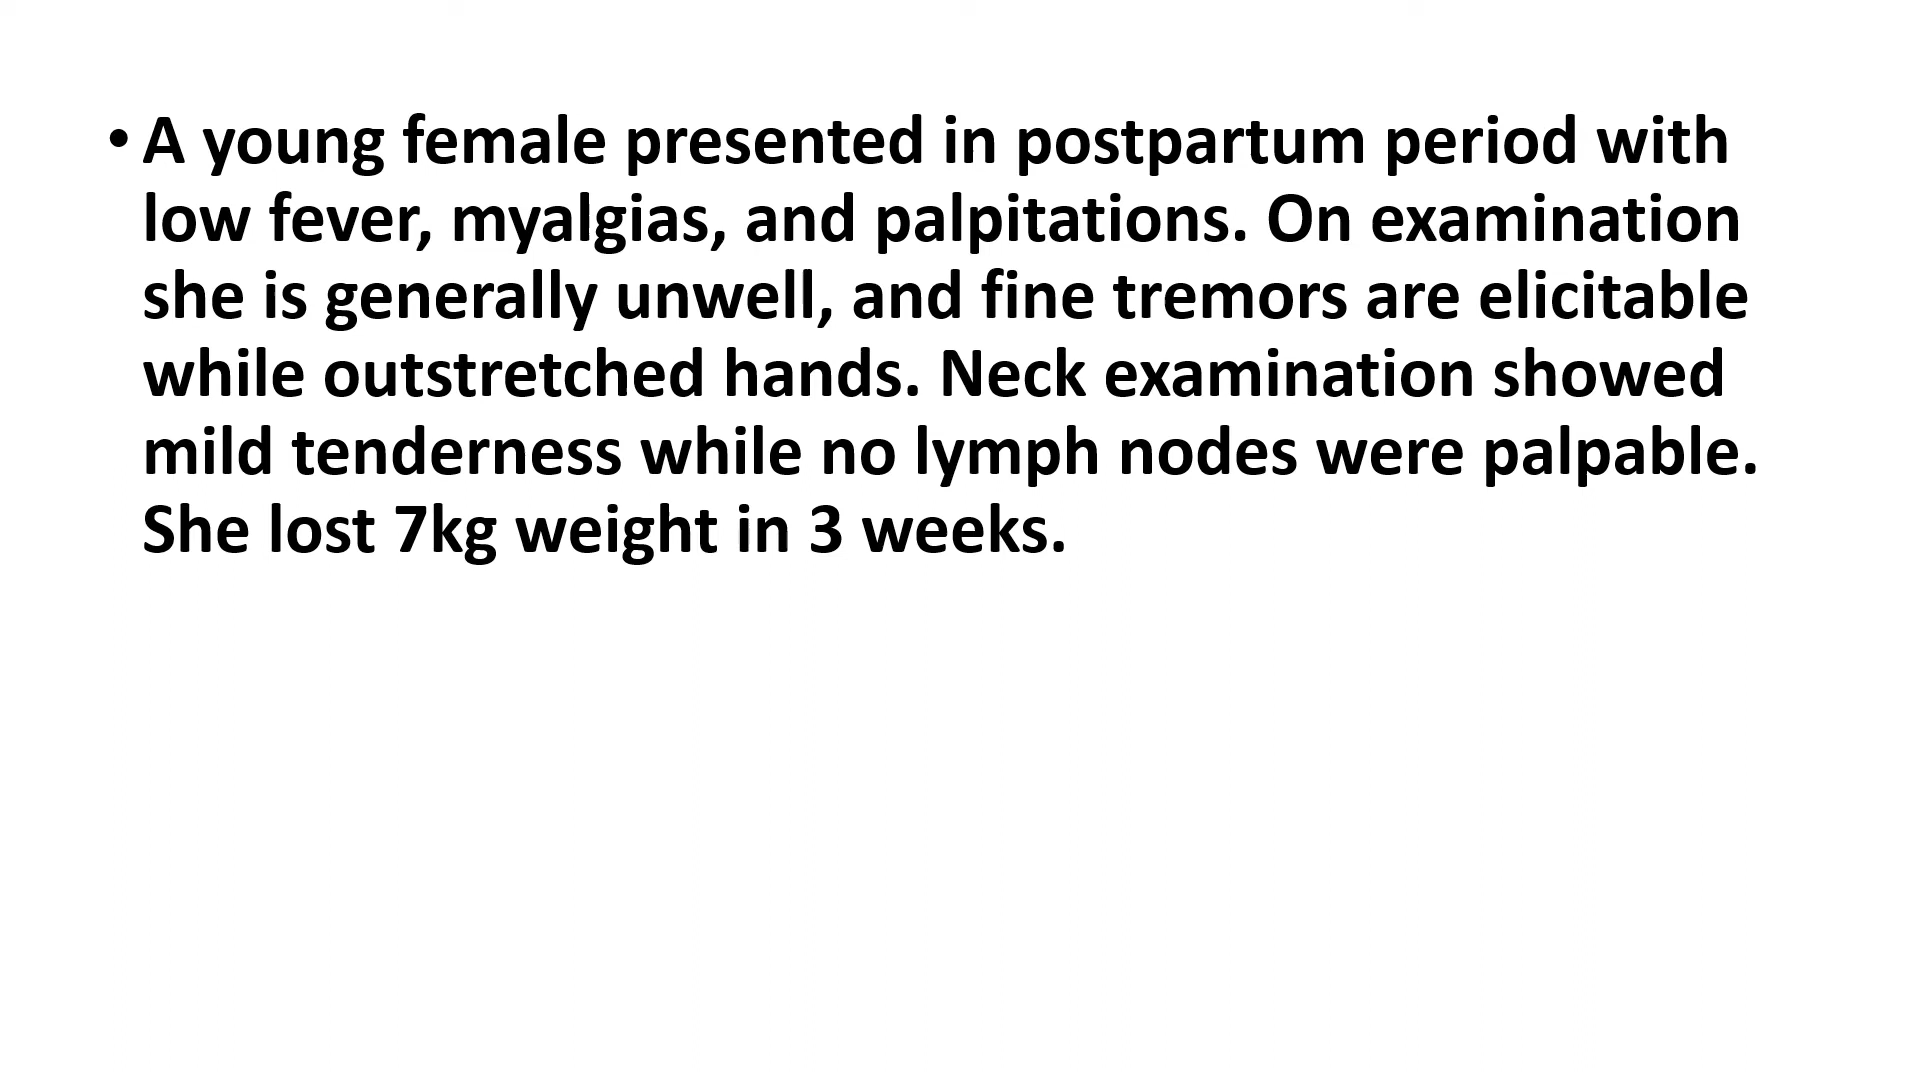 • A young female presented in postpartum period with
low fever, myalgias, and palpitations. On examination
she is generally unwell, and fine tremors are elicitable
while outstretched hands. Neck examination showed
mild tenderness while no lymph nodes were palpable.
She lost 7kg weight in 3 weeks.